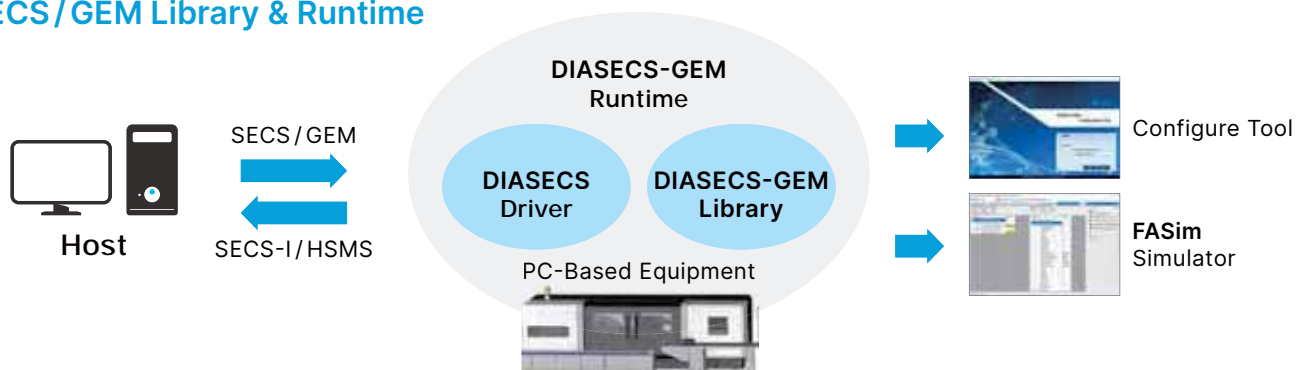 ECS / GEM Library & Runtime
DIASECS-GEM
Runtime
SECS / GEM
Configure Tool
DIASECS
Driver
DIASECS-GEM
Library
Host
SECS-I / HSMS
FASim
Simulator
PC-Based Equipment